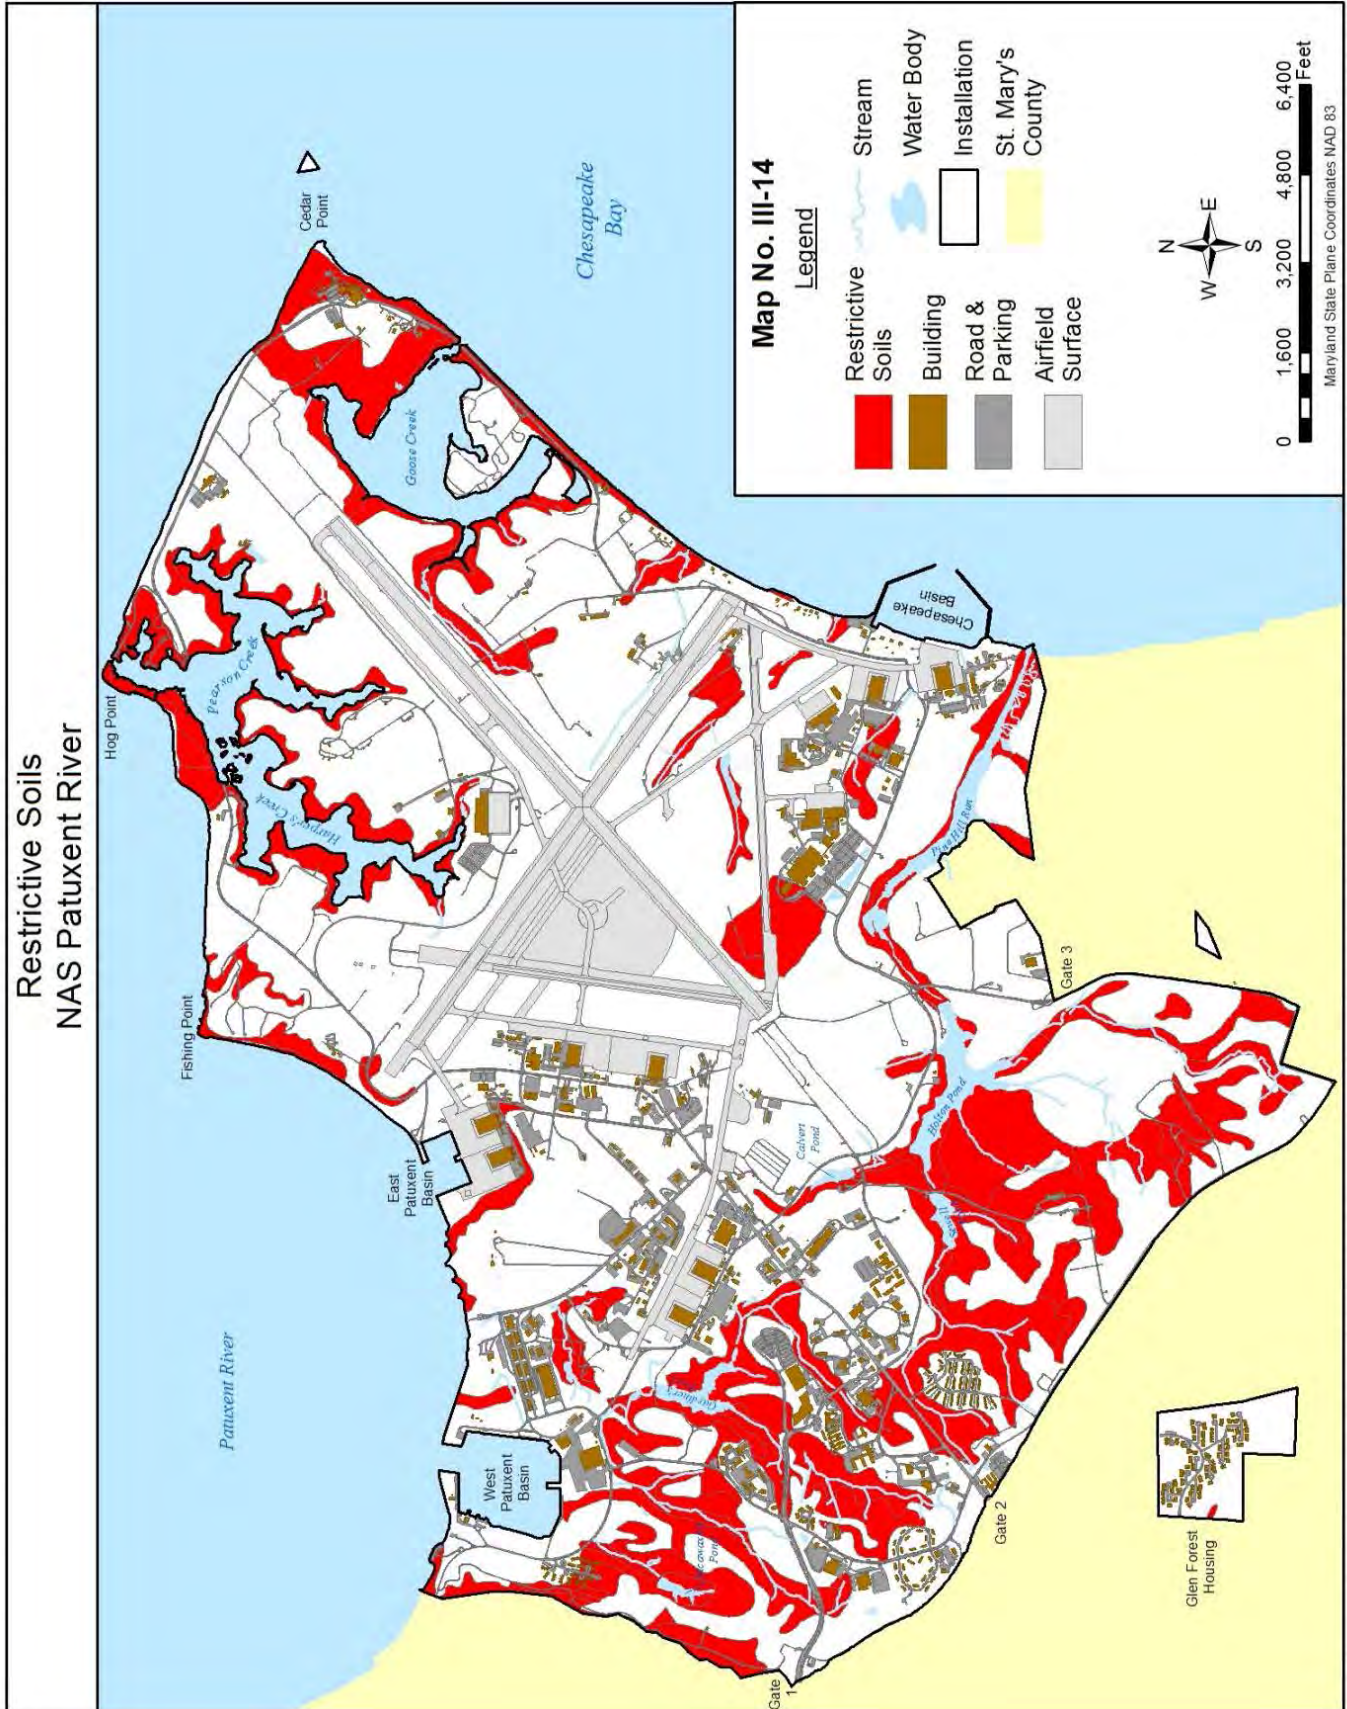 Restrictive Soils
NAS Patuxent River
Hog Point
Cedar
Point
Fishing Point
Pearson Creek
Harper's Creek
Goose Creek
Chesapeake
Bay
Patuxent River
East
Patuxent
Basin
West
Patuxent
Basin
Chesapeake
Basin
Pine Hill Run
Calvert
Pond
Holton Pond
Gardiner's
Pond
Gate
1
Gate 2
Gate 3
Glen Forest
Housing
Map No. III-14
Legend
Restrictive
Soils
Building
Road &
Parking
Airfield
Surface
Stream
Water Body
Installation
St. Mary's
County
N
W
E
S
0 1,600 3,200 4,800 6,400
Feet
Maryland State Plane Coordinates NAD 83